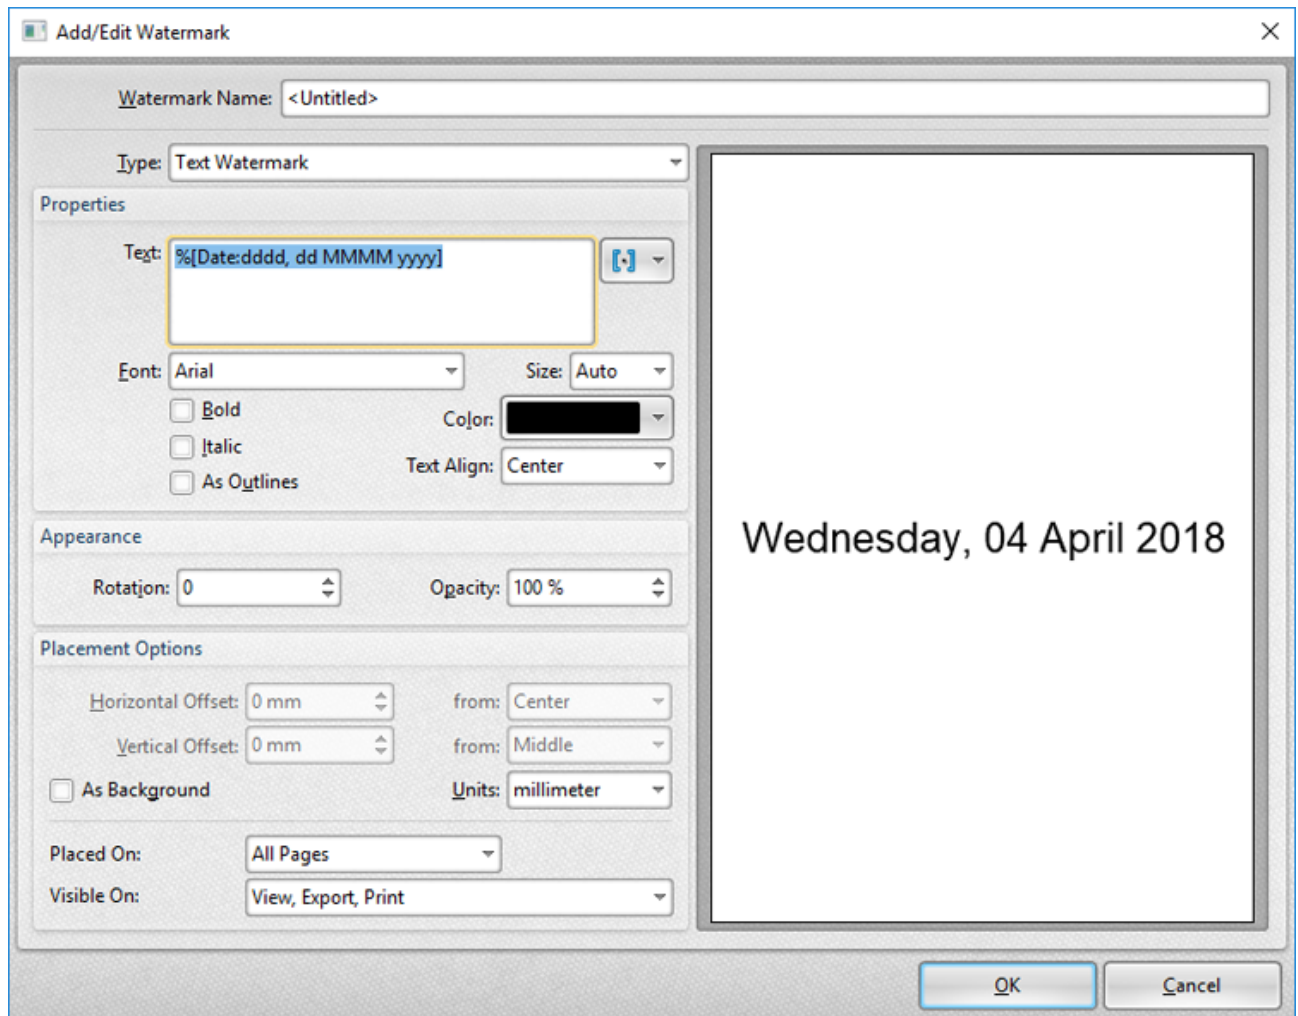 Add/Edit Watermark
Watermark Name: <Untitled>
Type: Text Watermark
Properties
Text: %[Date:dddd, dd MMMM yyyy]
Font: Arial Size: Auto
Bold
Color:
Italic
Text Align: Center
As Outlines
Wednesday, 04 April 2018
Appearance
Rotation: 0 Opacity: 100 %
Placement Options
Horizontal Offset: 0 mm from: Center
Vertical Offset: 0 mm from: Middle
As Background Units: millimeter
Placed On: All Pages
Visible On: View, Export, Print
OK Cancel